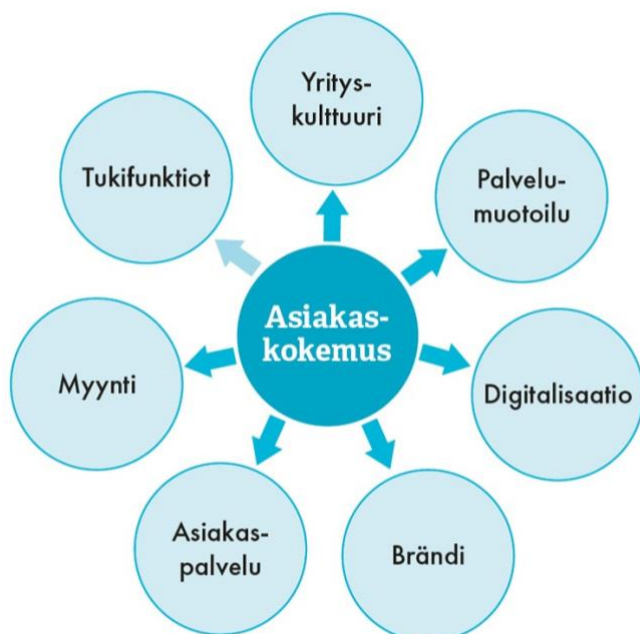 Yritys-
kulttuuri
Tukifunktiot
Palvelu-
muotoilu
Asiakas-
kokemus
Myynti
Digitalisaatio
Asiakas-
palvelu
Brändi